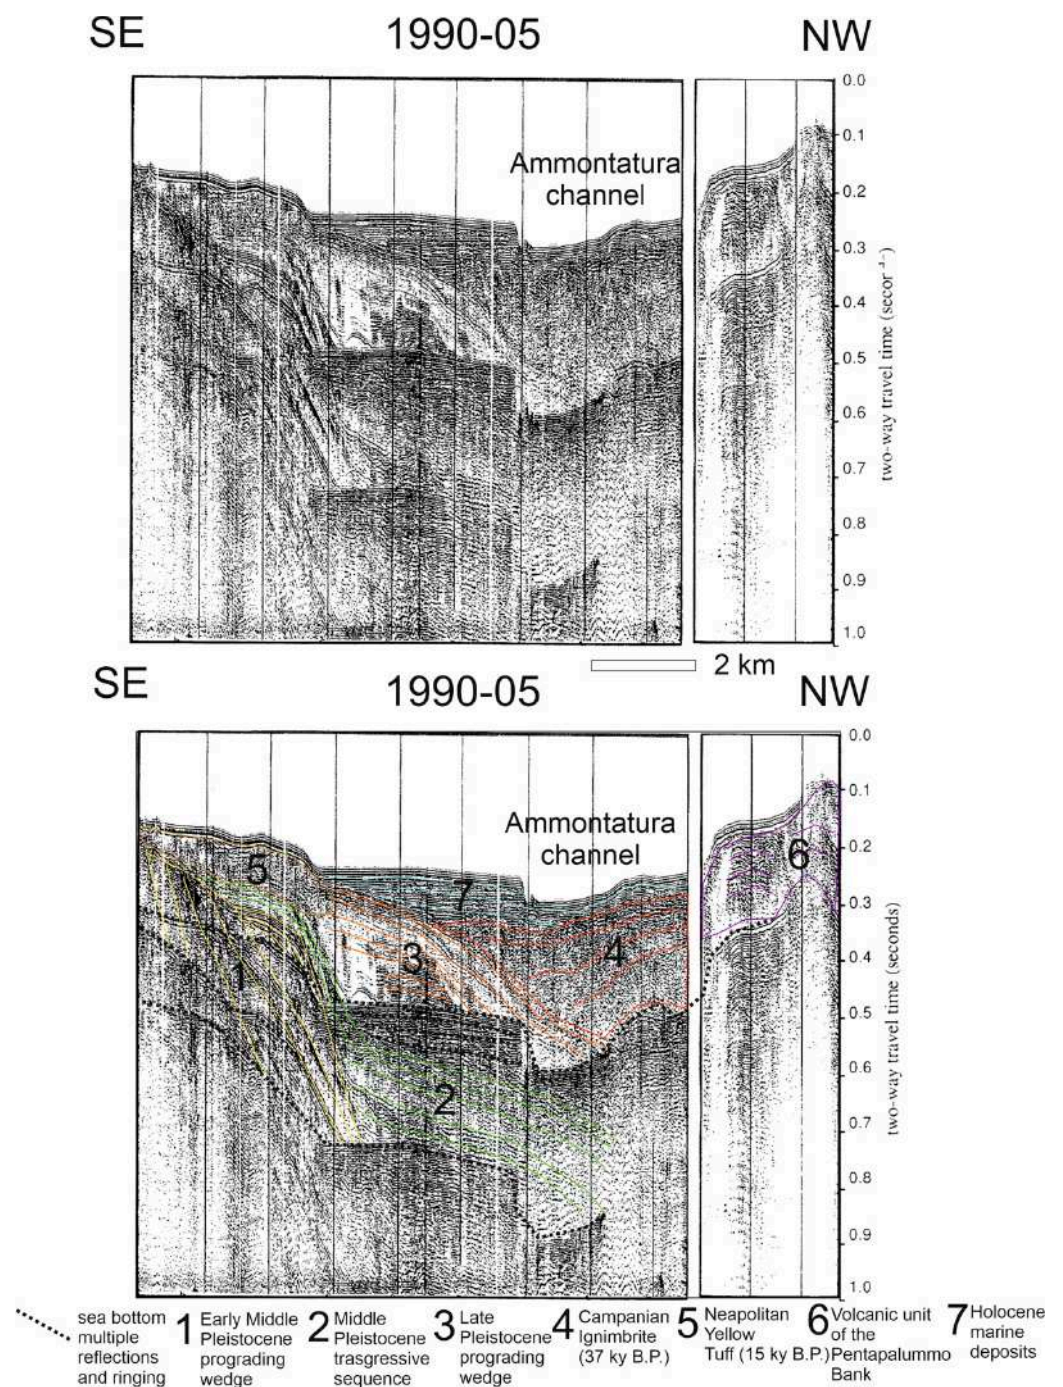 SE 1990-05 NW
0.0
0.1
Ammontatura
channel
0.2
0.3
0.4
0.5
0.6
0.7
0.8
0.9
1.0
two-way travel time
2 km
SE 1990-05 NW
0.0
0.1
Ammontatura
channel
0.2
0.3
0.4
0.5
0.6
0.7
0.8
0.9
1.0
two-way travel time (seconds)
5
7
6
3
4
1
2
sea bottom
multiple
reflections
and ringing
1 Early Middle
Pleistocene
prograding
wedge
2 Middle
Pleistocene
trasgressive
sequence
3 Late
Pleistocene
prograding
wedge
4 Campanian
Ignimbrite
(37 ky B.P.)
5 Neapolitan
Yellow
Tuff (15 ky B.P.)
6 Volcanic unit
of the
Pentapalummo
Bank
7 Holocene
marine
deposits